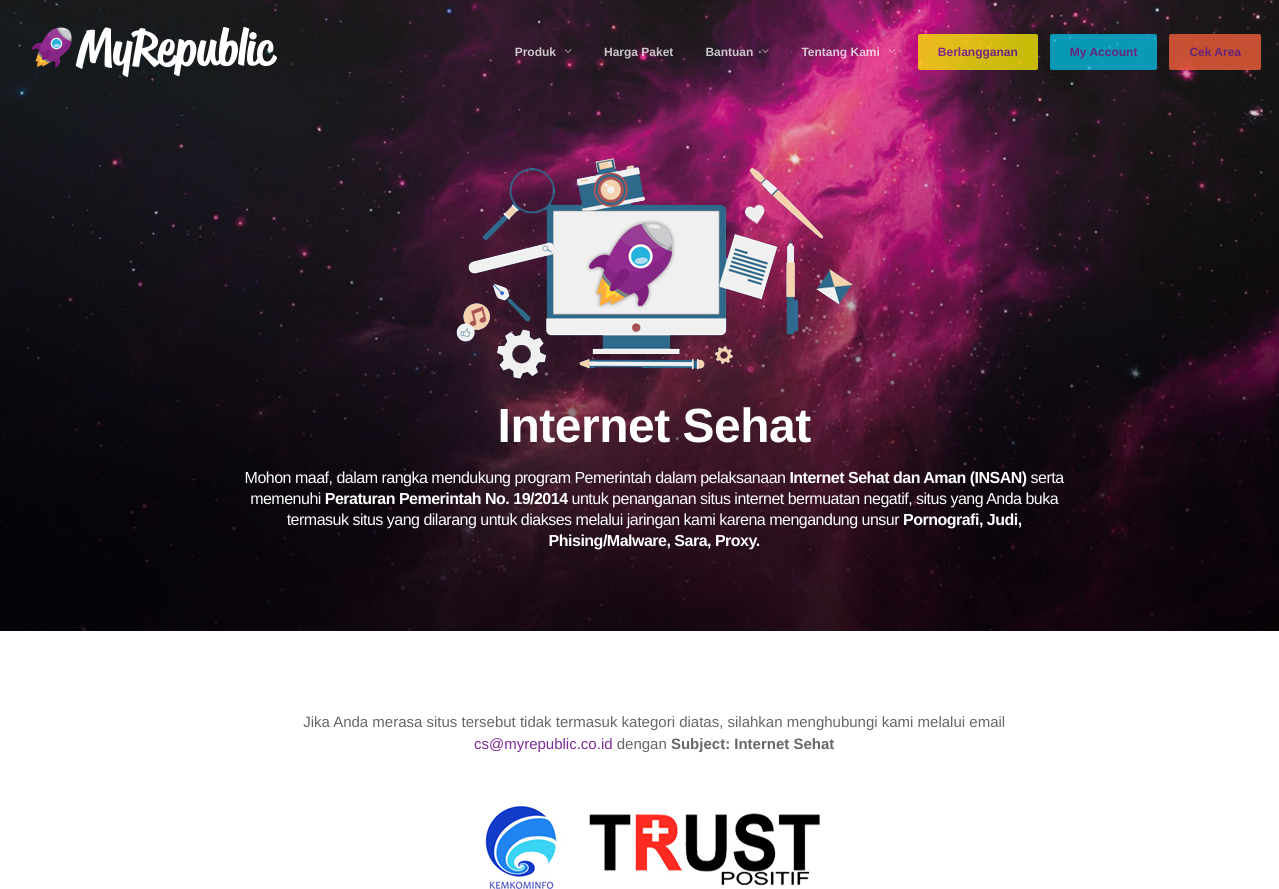 MyRepublic
Produk
Harga Paket
Bantuan
Tentang Kami
Berlangganan
My Account
Cek Area
Internet Sehat
Mohon maaf, dalam rangka mendukung program Pemerintah dalam pelaksanaan Internet Sehat dan Aman (INSAN) serta
memenuhi Peraturan Pemerintah No. 19/2014 untuk penanganan situs internet bermuatan negatif, situs yang Anda buka
termasuk situs yang dilarang untuk diakses melalui jaringan kami karena mengandung unsur Pornografi, Judi,
Phising/Malware, Sara, Proxy.
Jika Anda merasa situs tersebut tidak termasuk kategori diatas, silahkan menghubungi kami melalui email
cs@myrepublic.co.id dengan Subject: Internet Sehat
KEMKOMINFO
TRUST
POSITIF